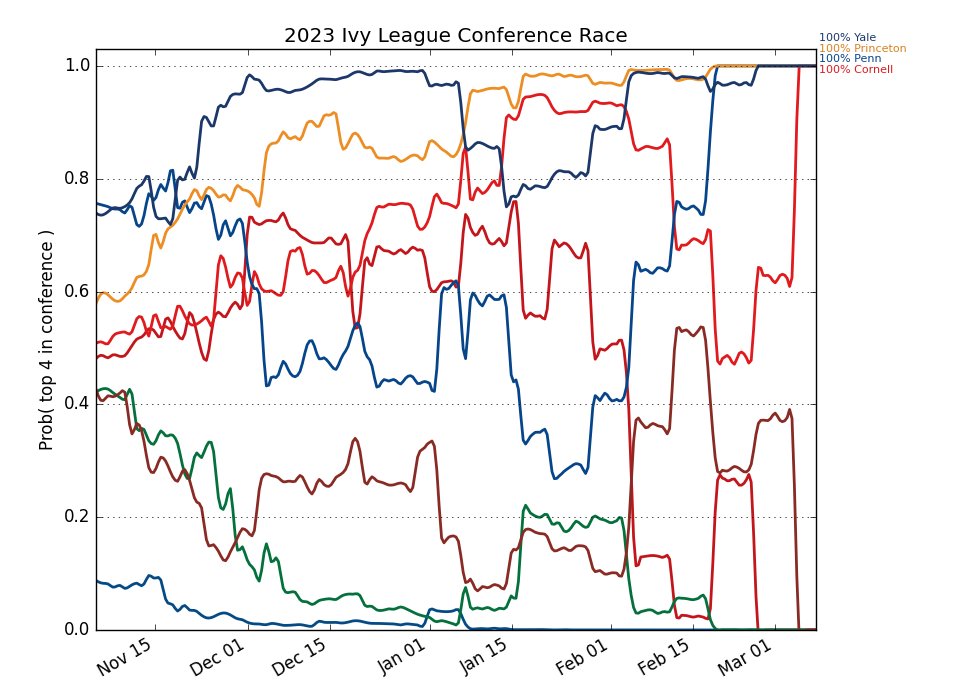 2023 Ivy League Conference Race
100% Yale
100% Princeton
100% Penn
100% Cornell
Prob( top 4 in conference )
1.0
0.8
0.6
0.4
0.2
0.0
Nov 15
Dec 01
Dec 15
Jan 01
Jan 15
Feb 01
Feb 15
Mar 01